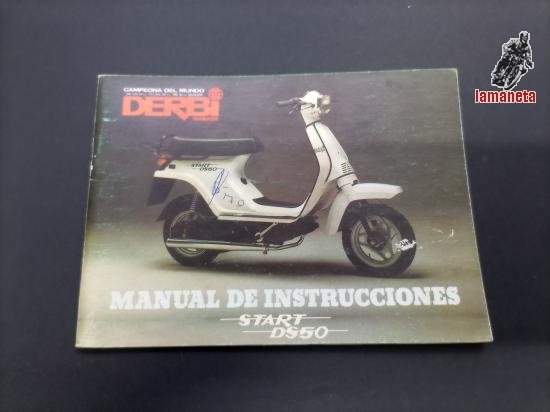 lamaneta
CAMPEONA DEL MUNDO
DERBI
START
DS50
MANUAL DE INSTRUCCIONES
START
DS50